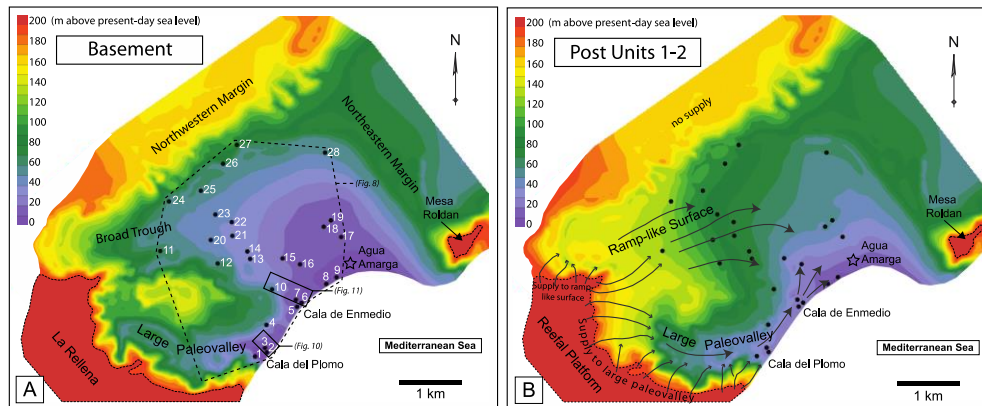 200 (m above present-day sea level)
180
160
140
120
100
80
60
40
20
0
Basement
N
Northwestern Margin
Northeastern Margin
27
28
26
25
24
(Fig. 8)
23
22
21
20
19
18
17
Broad Trough
11
12
14
13
15
16
Mesa
Roldan
Agua
Amarga
9
8
10
7
6
5
(Fig. 11)
Cala de Enmedio
4
3
2
1
(Fig. 10)
Large
Paleovalley
La Rellena
Cala del Plomo
Mediterranean Sea
A
1 km
200 (m above present-day sea level)
180
160
140
120
100
80
60
40
20
0
Post Units 1-2
N
no supply
Ramp-like Surface
Mesa
Roldan
Agua
Amarga
Supply to ramp-
like surface
Cala de Enmedio
Large
Paleovalley
Reefal Platform
Supply to large paleovalley
Cala del Plomo
Mediterranean Sea
B
1 km